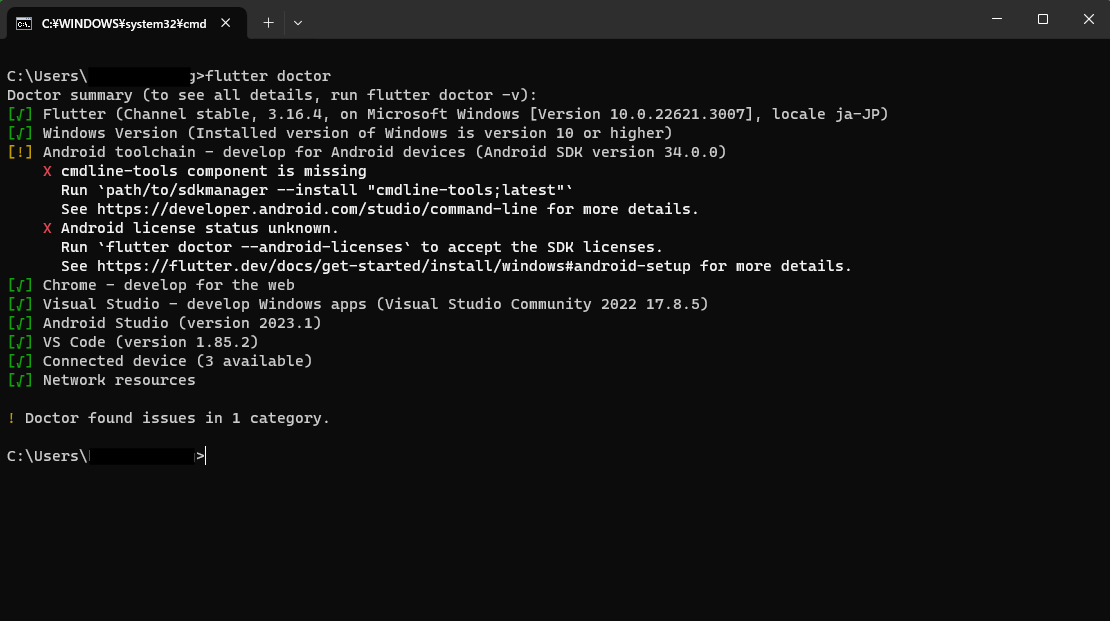 C:¥WINDOWS¥system32¥cmd
C:\Users\ g>flutter doctor
Doctor summary (to see all details, run flutter doctor -v):
[√] Flutter (Channel stable, 3.16.4, on Microsoft Windows [Version 10.0.22621.3007], locale ja-JP)
[√] Windows Version (Installed version of Windows is version 10 or higher)
[!] Android toolchain - develop for Android devices (Android SDK version 34.0.0)
X cmdline-tools component is missing
Run `path/to/sdkmanager --install "cmdline-tools;latest"`
See https://developer.android.com/studio/command-line for more details.
X Android license status unknown.
Run `flutter doctor --android-licenses` to accept the SDK licenses.
See https://flutter.dev/docs/get-started/install/windows#android-setup for more details.
[√] Chrome - develop for the web
[√] Visual Studio - develop Windows apps (Visual Studio Community 2022 17.8.5)
[√] Android Studio (version 2023.1)
[√] VS Code (version 1.85.2)
[√] Connected device (3 available)
[√] Network resources
! Doctor found issues in 1 category.
C:\Users\ >